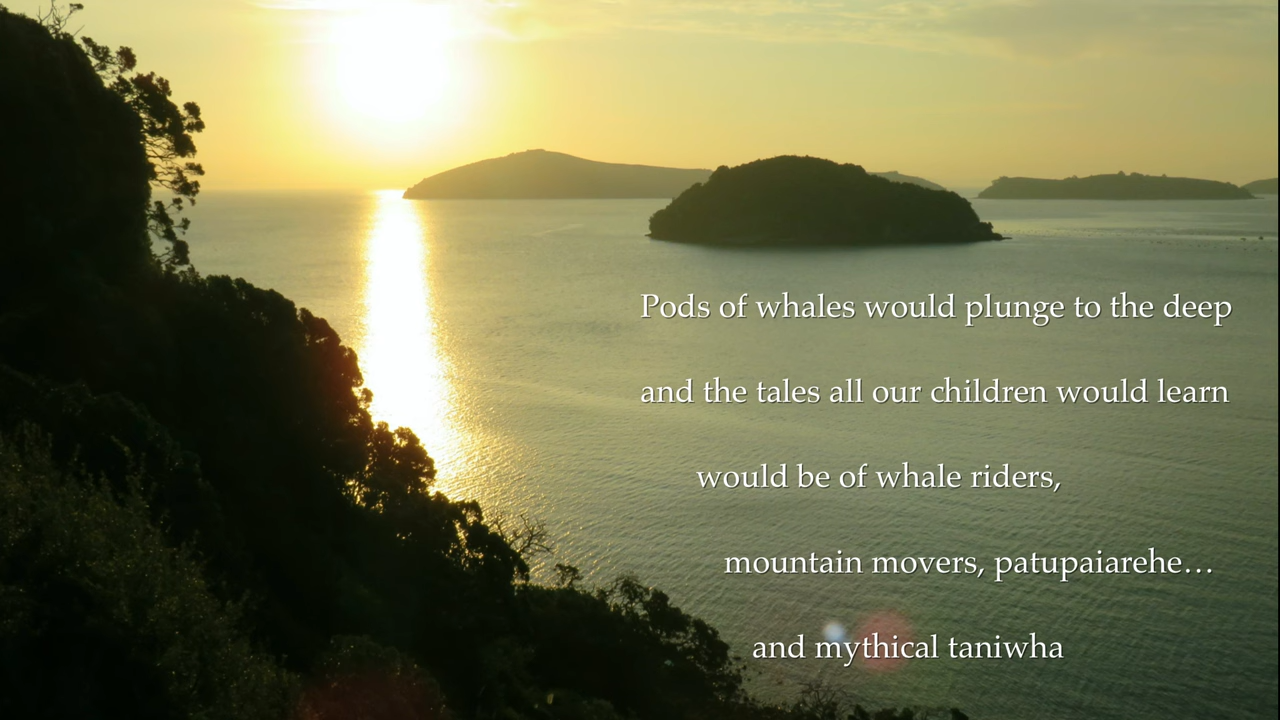 Pods of whales would plunge to the deep
and the tales all our children would learn
would be of whale riders,
mountain movers, patupaiarehe…
and mythical taniwha